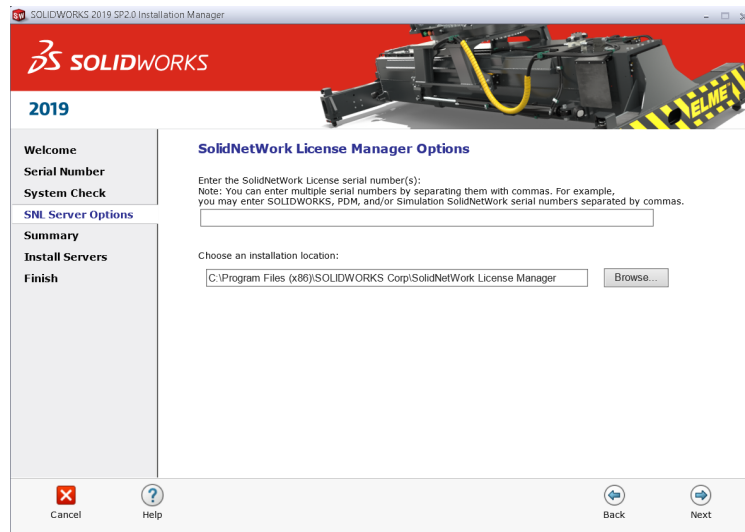 SOLIDWORKS 2019 SP2.0 Installation Manager
SOLIDWORKS
2019
ELME
Welcome
Serial Number
System Check
SNL Server Options
Summary
Install Servers
Finish
SolidNetWork License Manager Options
Enter the SolidNetWork License serial number(s):
Note: You can enter multiple serial numbers by separating them with commas. For example,
you may enter SOLIDWORKS, PDM, and/or Simulation SolidNetWork serial numbers separated by commas.
Choose an installation location:
C:\Program Files (x86)\SOLIDWORKS Corp\SolidNetWork License Manager
Browse...
Cancel
Help
Back
Next